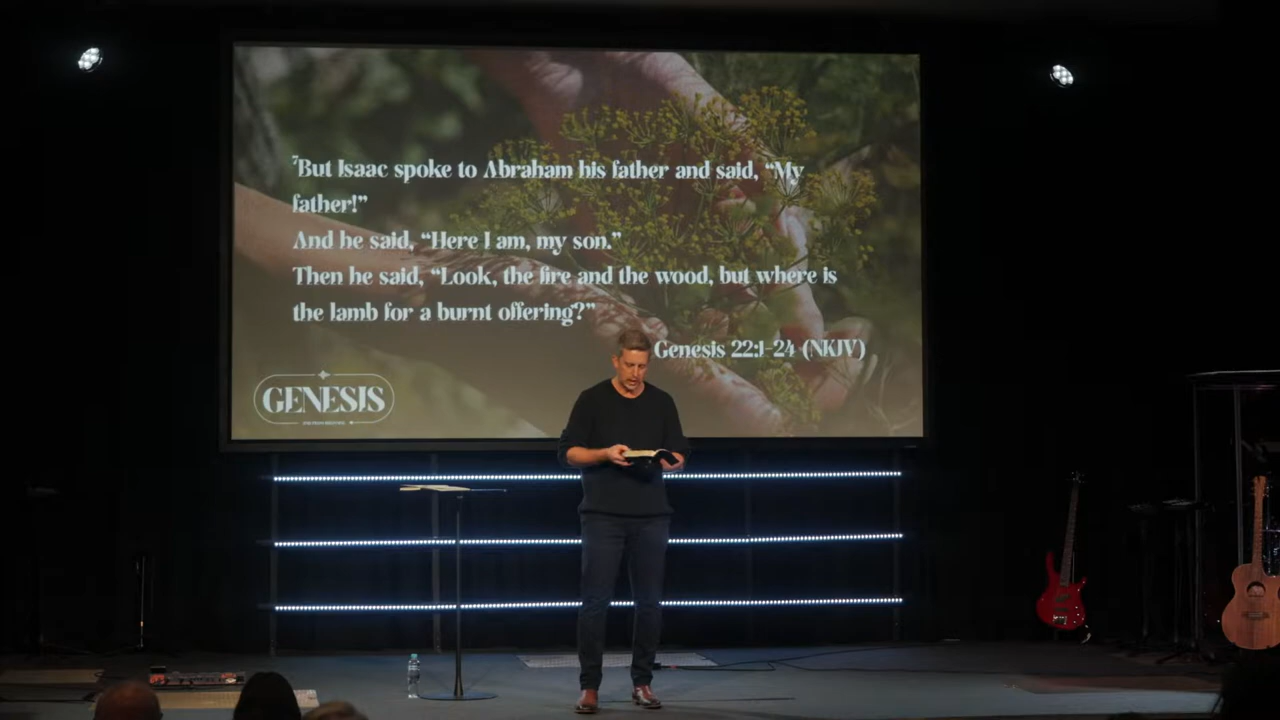 ⁷But Isaac spoke to Abraham his father and said, “My
father!”
And he said, “Here I am, my son.”
Then he said, “Look, the fire and the wood, but where is
the lamb for a burnt offering?”
Genesis 22:1-24 (NKJV)
GENESIS